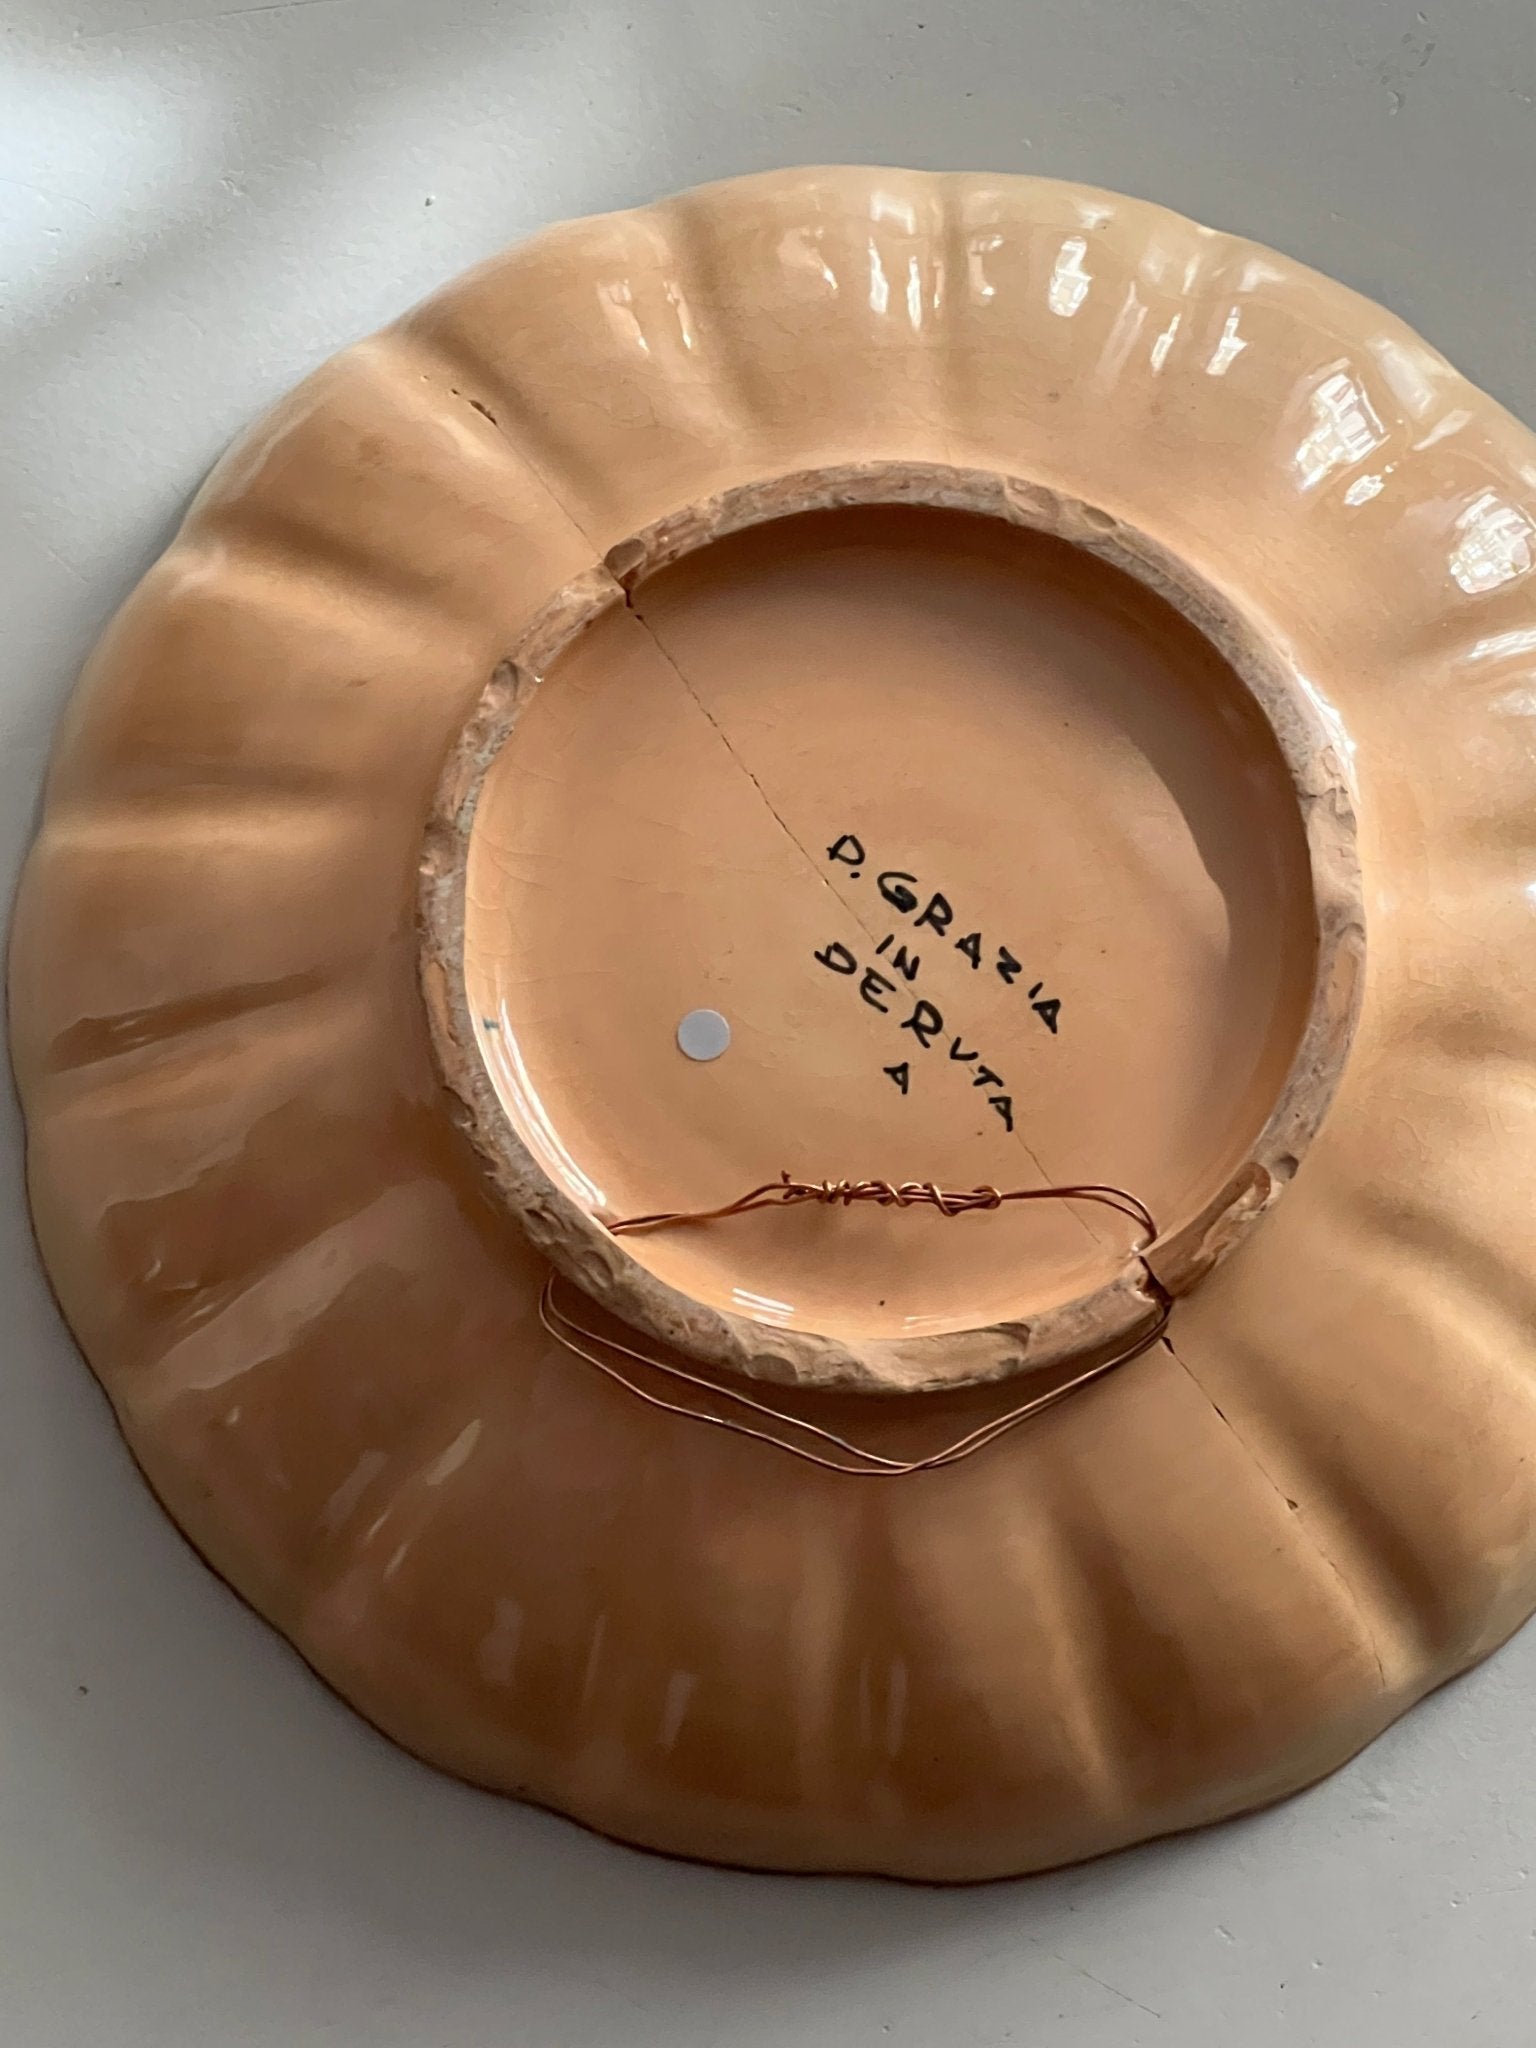 D. GRAZIA
IN
DERUTA
A